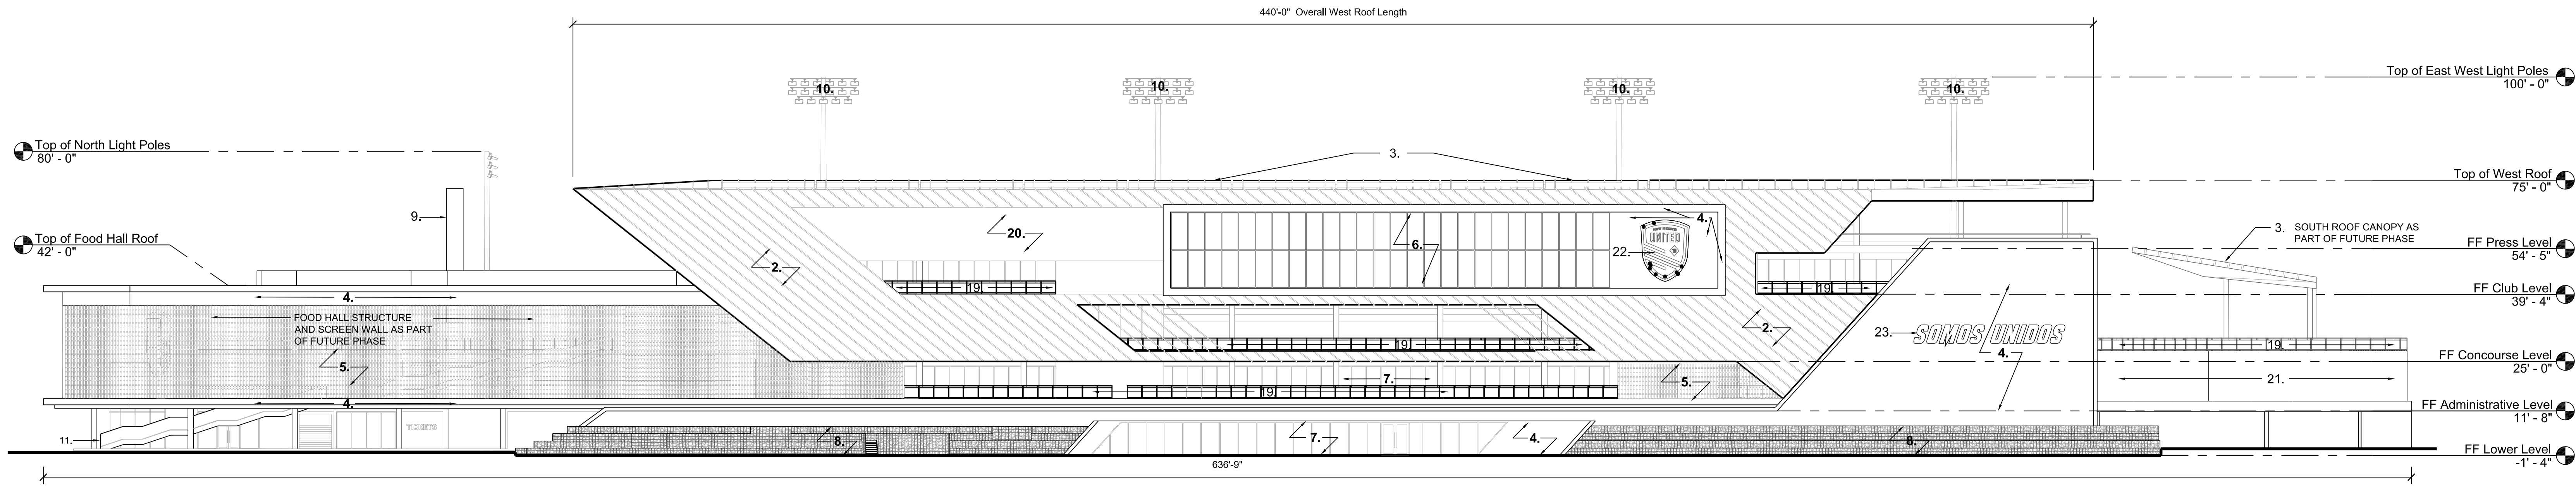 440'-0" Overall West Roof Length
10.
10.
10.
10.
Top of East West Light Poles
100' - 0"
Top of North Light Poles
80' - 0"
3.
Top of West Roof
75' - 0"
9.
20.
6.
4.
22.
UNITED
3. SOUTH ROOF CANOPY AS
PART OF FUTURE PHASE
Top of Food Hall Roof
42' - 0"
FF Press Level
54' - 5"
2.
19.
19.
FF Club Level
39' - 4"
4.
FOOD HALL STRUCTURE
AND SCREEN WALL AS PART
OF FUTURE PHASE
5.
2.
23.
SOMOS UNIDOS
4.
19.
19.
FF Concourse Level
25' - 0"
7.
5.
19.
21.
4.
FF Administrative Level
11' - 8"
11.
TICKETS
8.
7.
4.
8.
FF Lower Level
-1' - 4"
636'-9"